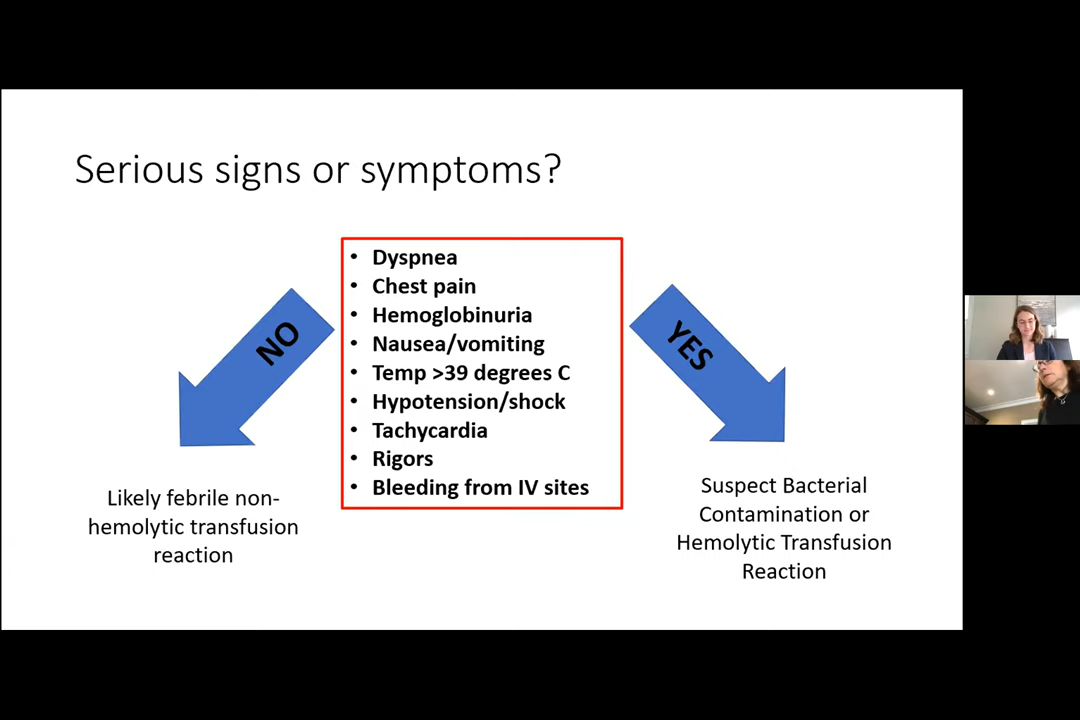 Serious signs or symptoms?
NO
• Dyspnea
• Chest pain
• Hemoglobinuria
• Nausea/vomiting
• Temp >39 degrees C
• Hypotension/shock
• Tachycardia
• Rigors
• Bleeding from IV sites
YES
Likely febrile non-
hemolytic transfusion
reaction
Suspect Bacterial
Contamination or
Hemolytic Transfusion
Reaction